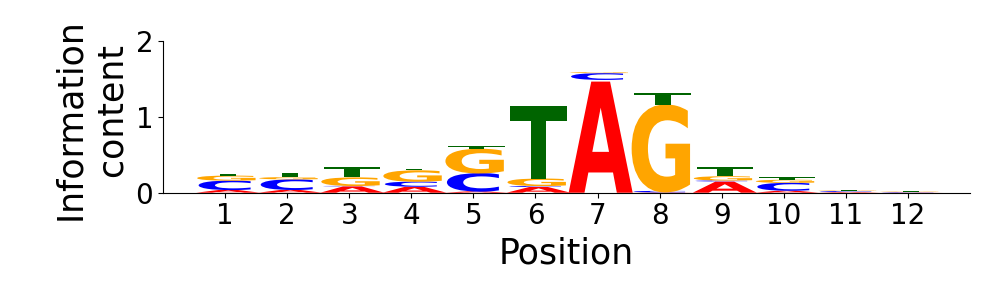 Information
content
2
1
0
A C G T
A C G T
A G T
A C G T
C G T
A C G T
A C G
C G T
A C G T
A C G T
1 2 3 4 5 6 7 8 9 10 11 12
Position